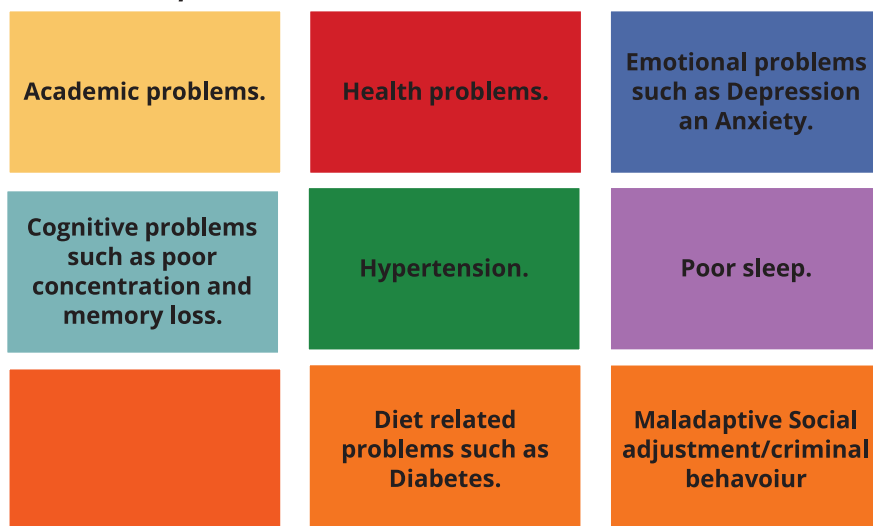 Academic problems.
Health problems.
Emotional problems
such as Depression
an Anxiety.
Cognitive problems
such as poor
concentration and
memory loss.
Hypertension.
Poor sleep.
Diet related
problems such as
Diabetes.
Maladaptive Social
adjustment/criminal
behavoiur